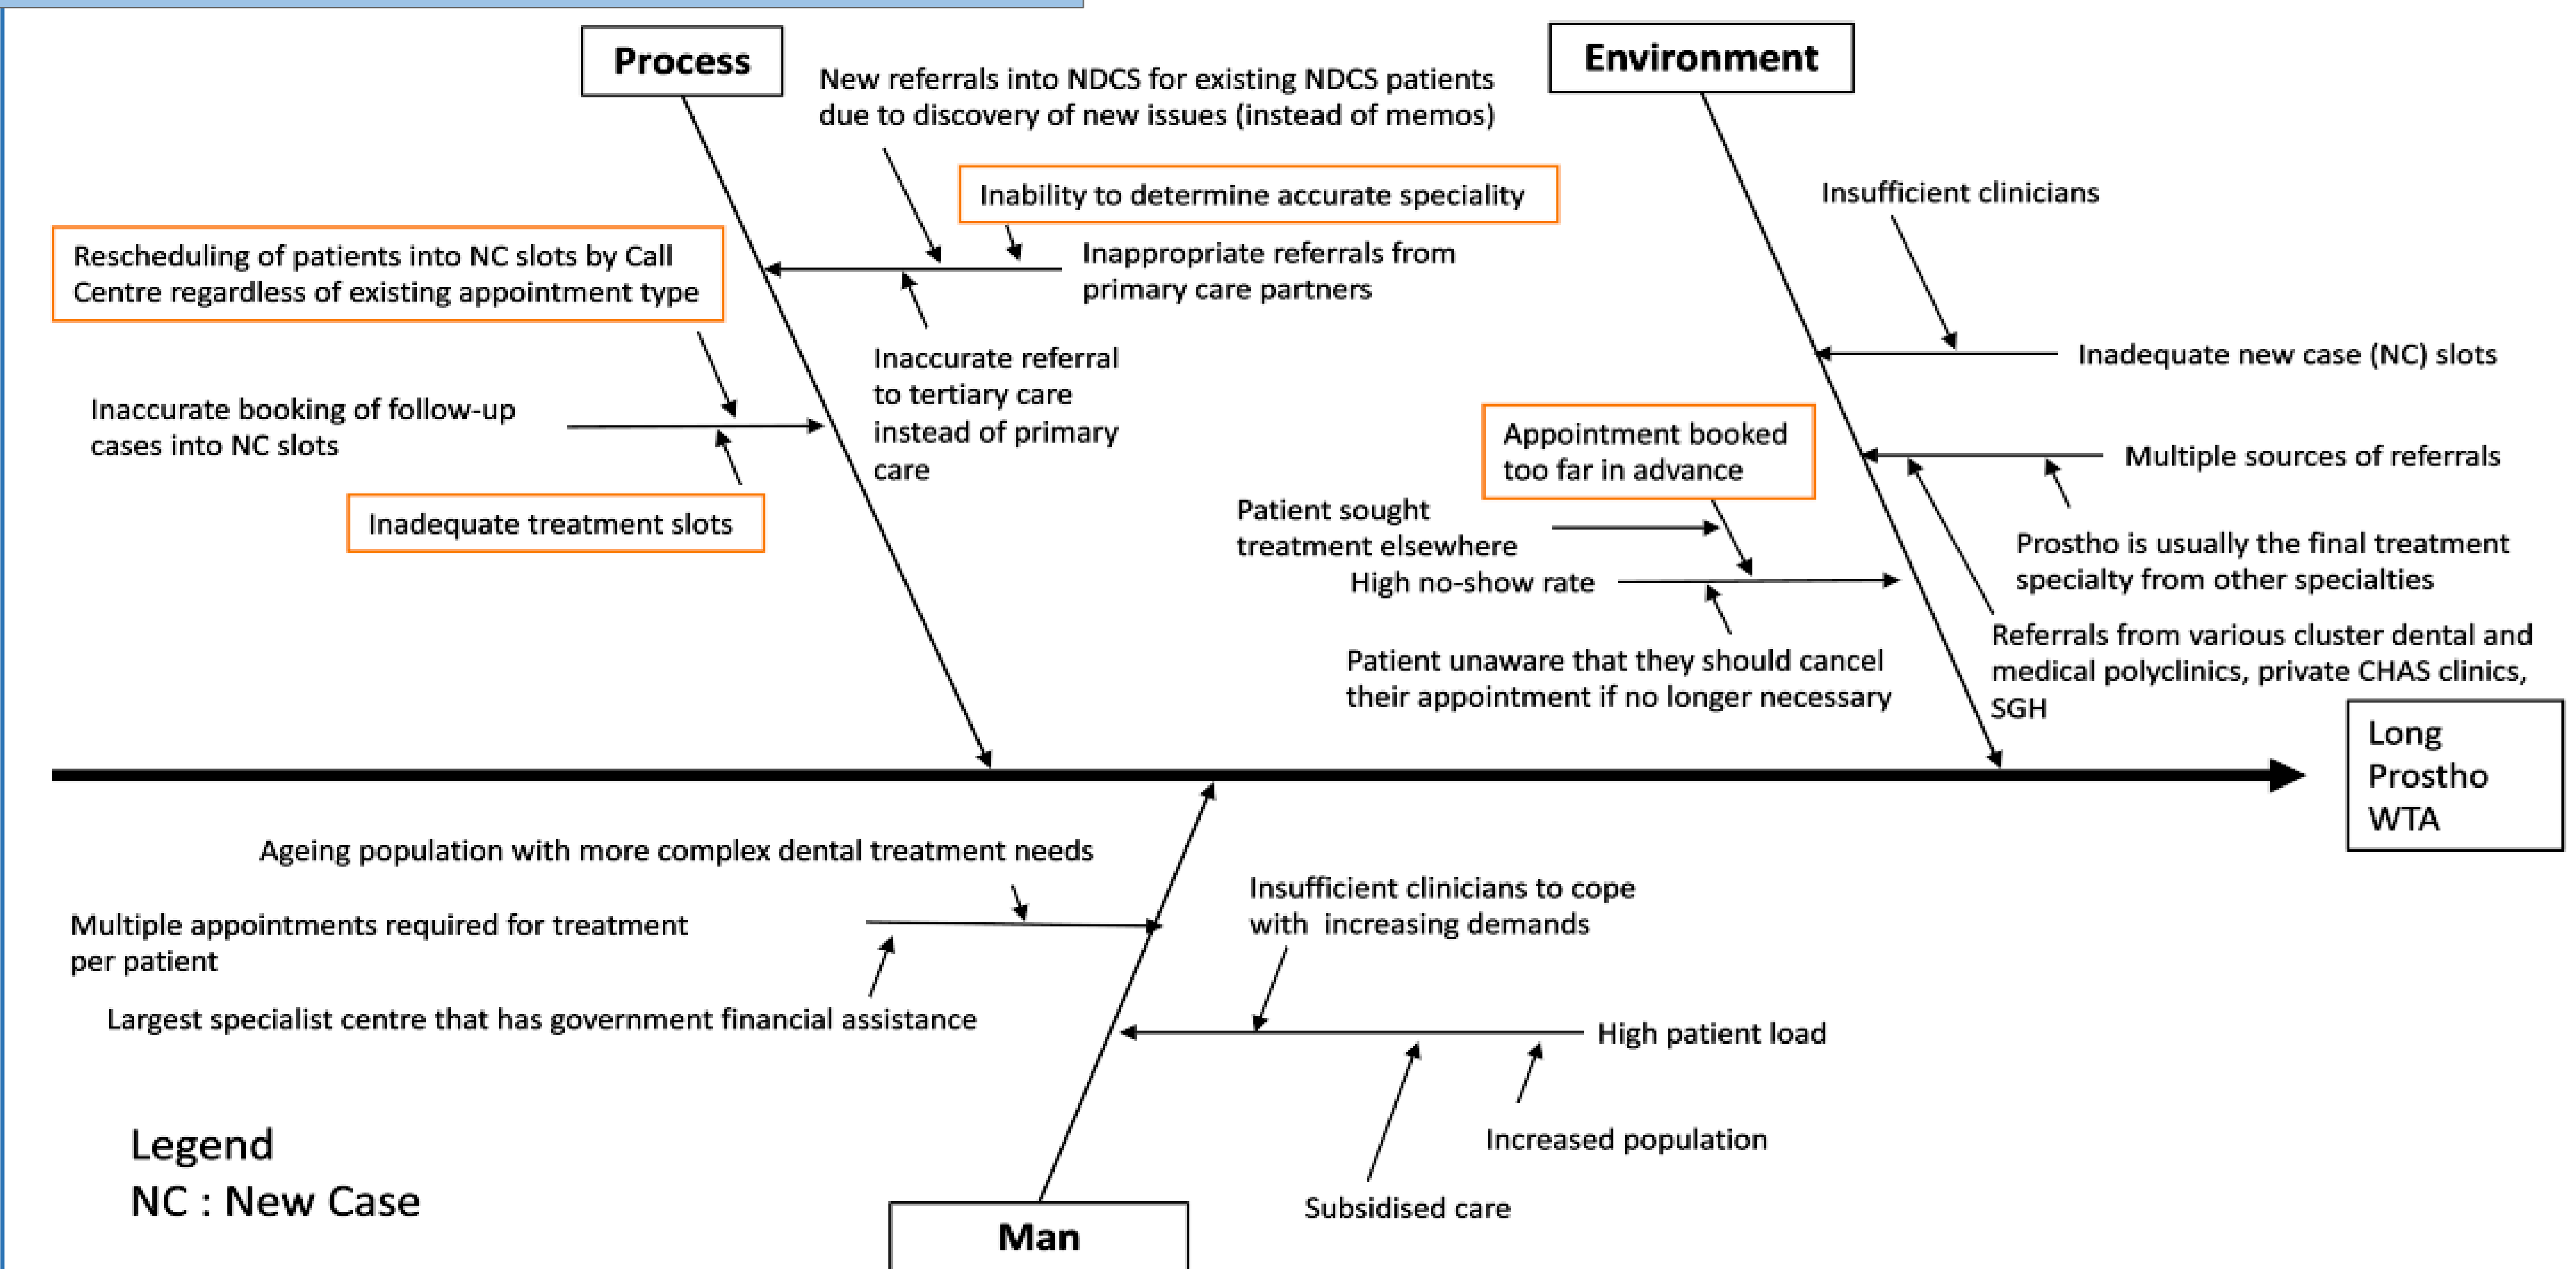 Process
Environment
New referrals into NDCS for existing NDCS patients
due to discovery of new issues (instead of memos)
Inability to determine accurate speciality
Insufficient clinicians
Rescheduling of patients into NC slots by Call
Centre regardless of existing appointment type
Inappropriate referrals from
primary care partners
Inaccurate referral
to tertiary care
instead of primary
care
Inadequate new case (NC) slots
Inaccurate booking of follow-up
cases into NC slots
Appointment booked
too far in advance
Multiple sources of referrals
Inadequate treatment slots
Patient sought
treatment elsewhere
Prostho is usually the final treatment
specialty from other specialties
High no-show rate
Referrals from various cluster dental and
medical polyclinics, private CHAS clinics,
SGH
Patient unaware that they should cancel
their appointment if no longer necessary
Long
Prostho
WTA
Ageing population with more complex dental treatment needs
Insufficient clinicians to cope
with increasing demands
Multiple appointments required for treatment
per patient
Largest specialist centre that has government financial assistance
High patient load
Increased population
Subsidised care
Legend
NC : New Case
Man